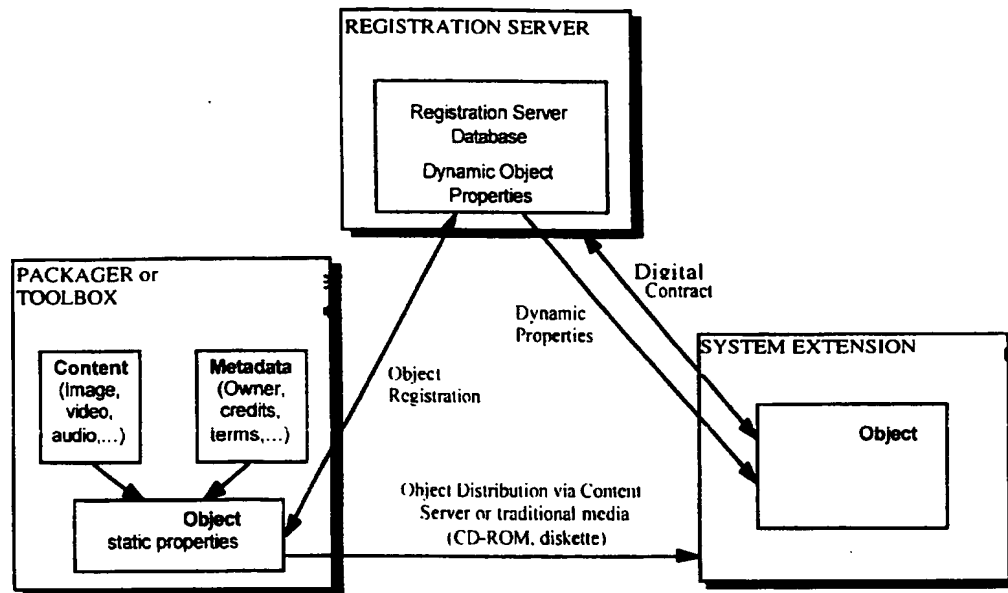 REGISTRATION SERVER
Registration Server
Database
Dynamic Object
Properties
PACKAGER or
TOOLBOX
Content
(Image,
video,
audio,...)
Metadata
(Owner,
credits,
terms,...)
Object
static properties
Object
Registration
Dynamic
Properties
Digital
Contract
SYSTEM EXTENSION
Object
Object Distribution via Content
Server or traditional media
(CD-ROM, diskette)